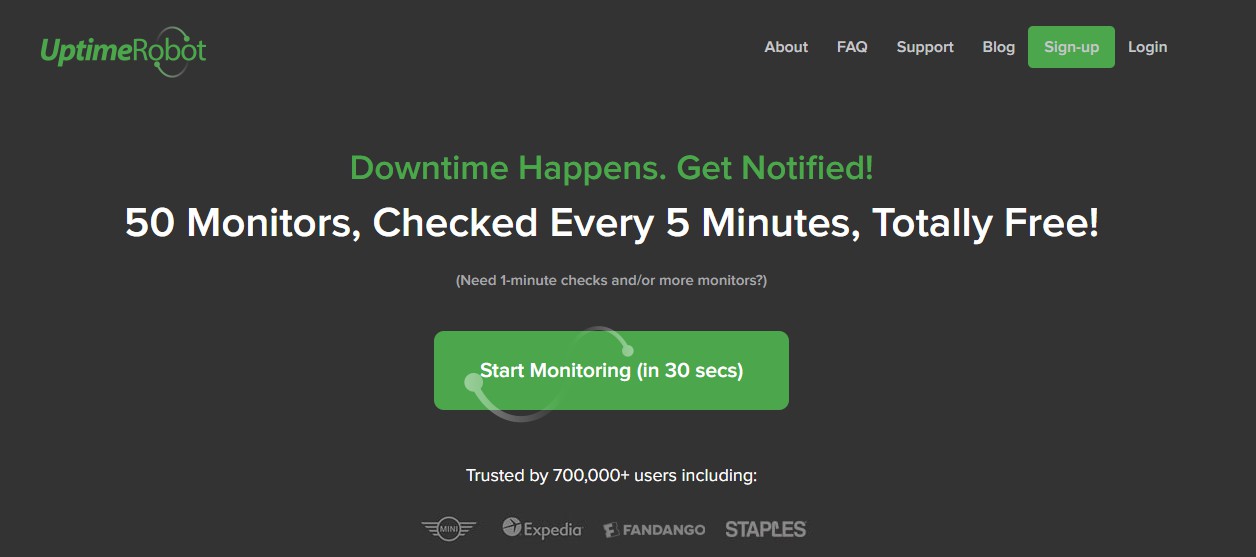 UptimeRobot
About FAQ Support Blog Sign-up Login
Downtime Happens. Get Notified!
50 Monitors, Checked Every 5 Minutes, Totally Free!
(Need 1-minute checks and/or more monitors?)
Start Monitoring (in 30 secs)
Trusted by 700,000+ users including:
MINI Expedia FANDANGO STAPLES